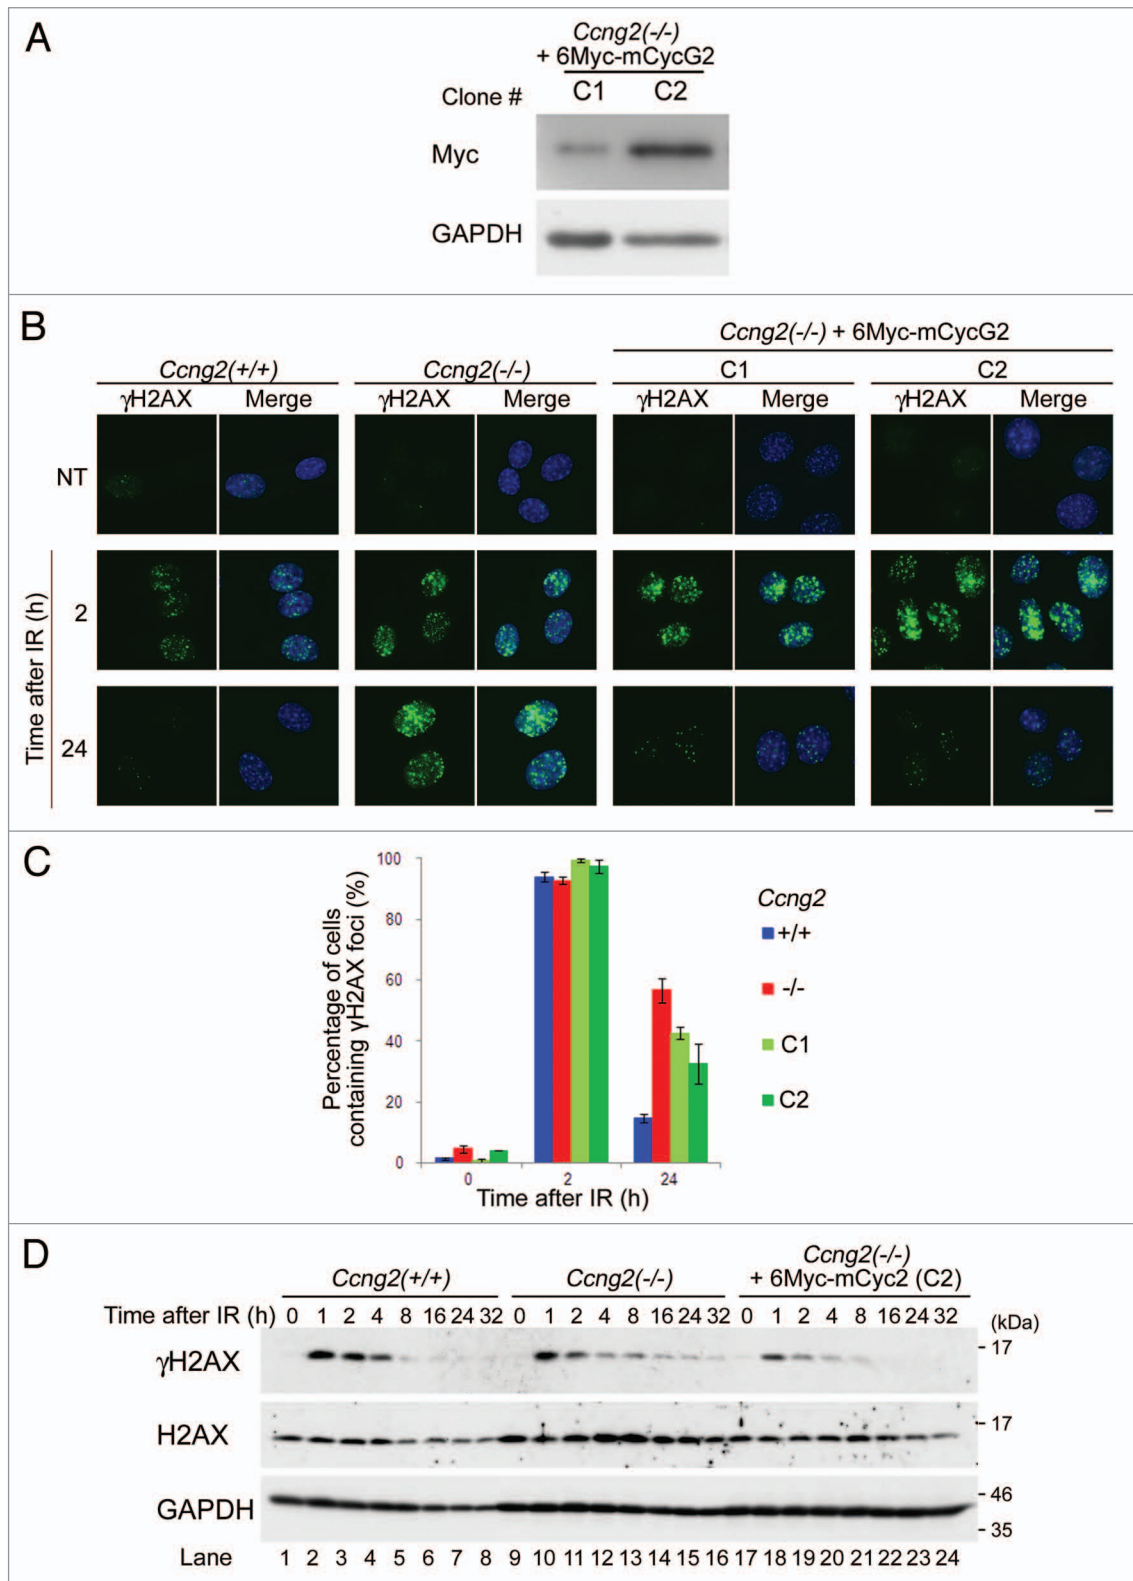 A
Ccng2(-/-)
+ 6Myc-mCycG2
Clone # C1 C2
Myc
GAPDH
B
Ccng2(-/-) + 6Myc-mCycG2
Ccng2(+/+) Ccng2(-/-) C1 C2
γH2AX Merge γH2AX Merge γH2AX Merge γH2AX Merge
NT
Time after IR (h)
2
24
C
Percentage of cells
containing γH2AX foci (%)
100
80
60
40
20
0
0 2 24
Time after IR (h)
Ccng2
+/+
-/-
C1
C2
D
Ccng2(-/-)
Ccng2(+/+) Ccng2(-/-) + 6Myc-mCyc2 (C2)
Time after IR (h) 0 1 2 4 8 16 24 32 0 1 2 4 8 16 24 32 0 1 2 4 8 16 24 32 (kDa)
γH2AX - 17
H2AX - 17
GAPDH - 46
- 35
Lane 1 2 3 4 5 6 7 8 9 10 11 12 13 14 15 16 17 18 19 20 21 22 23 24